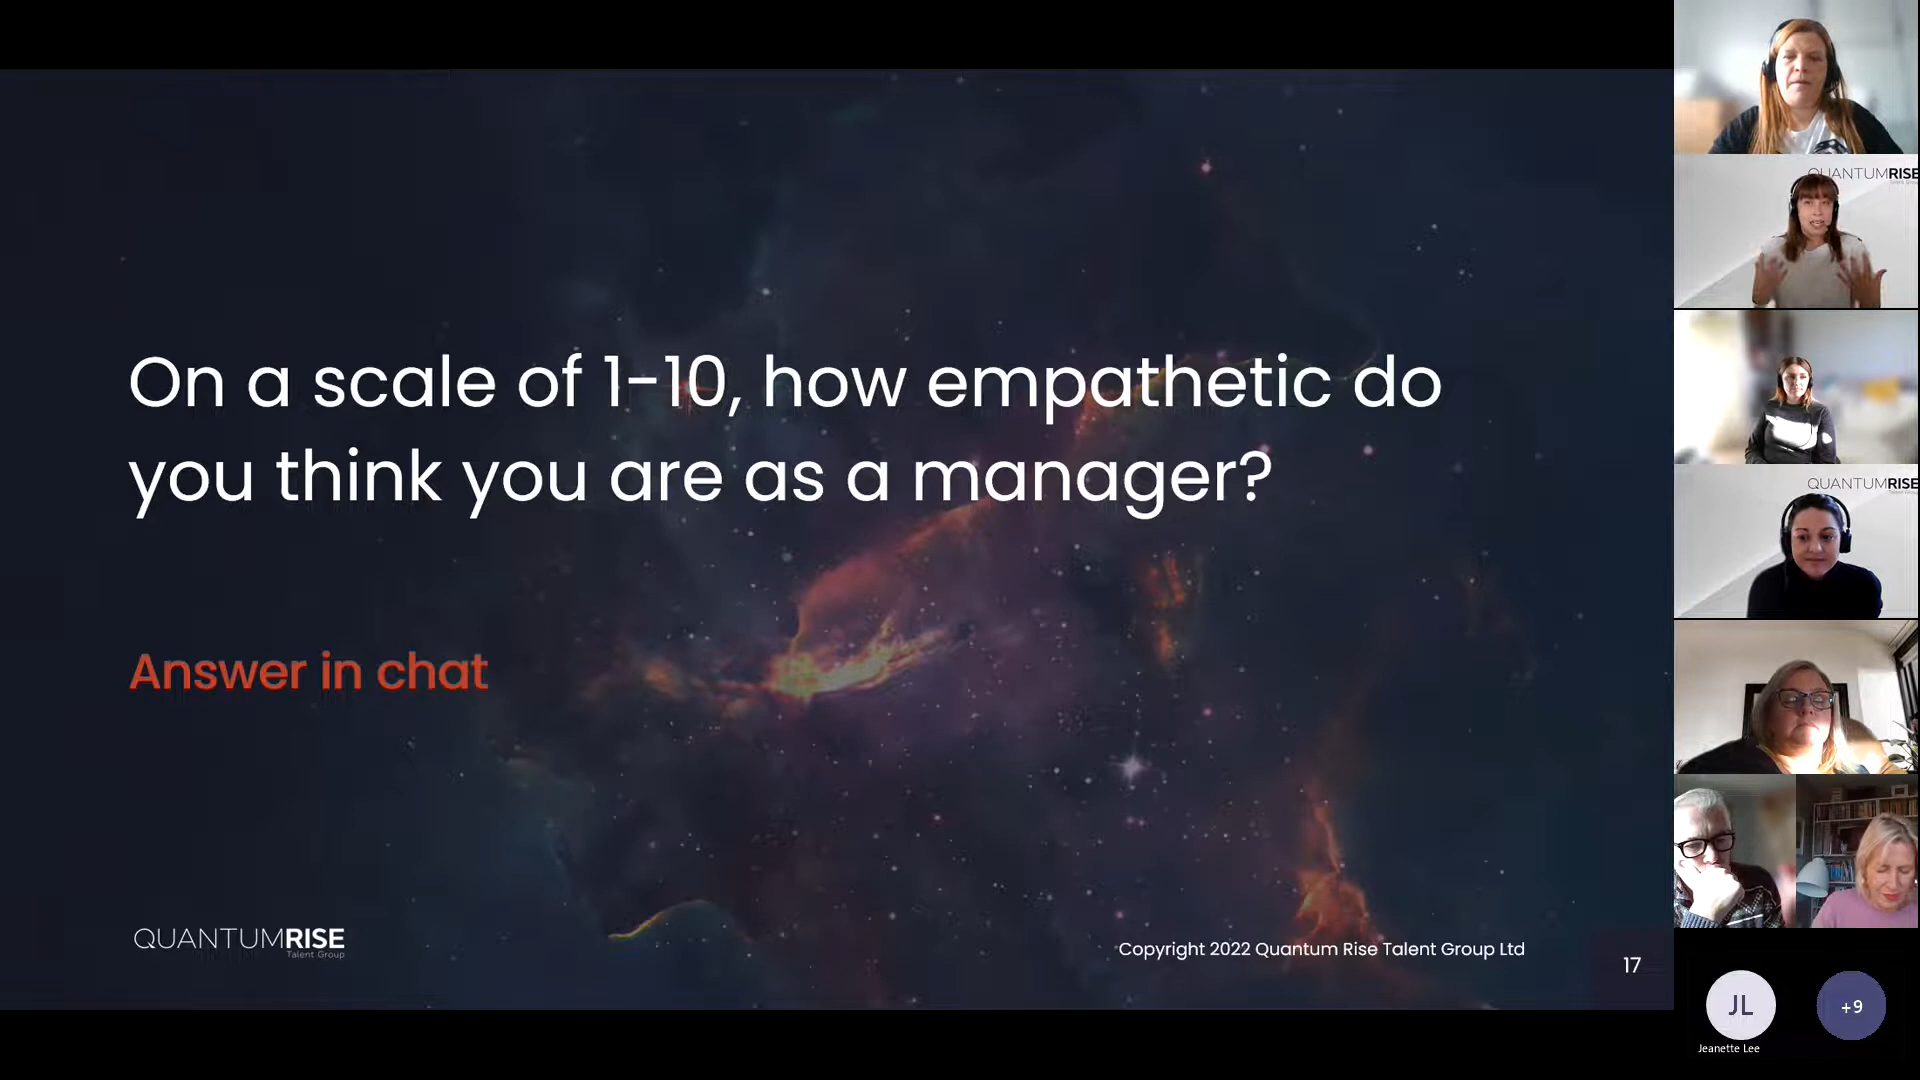 On a scale of 1-10, how empathetic do
you think you are as a manager?
Answer in chat
QUANTUMRISE
Talent Group
Copyright 2022 Quantum Rise Talent Group Ltd
17
QUANTUMRISE
QUANTUMRISE
JL
+9
Jeanette Lee